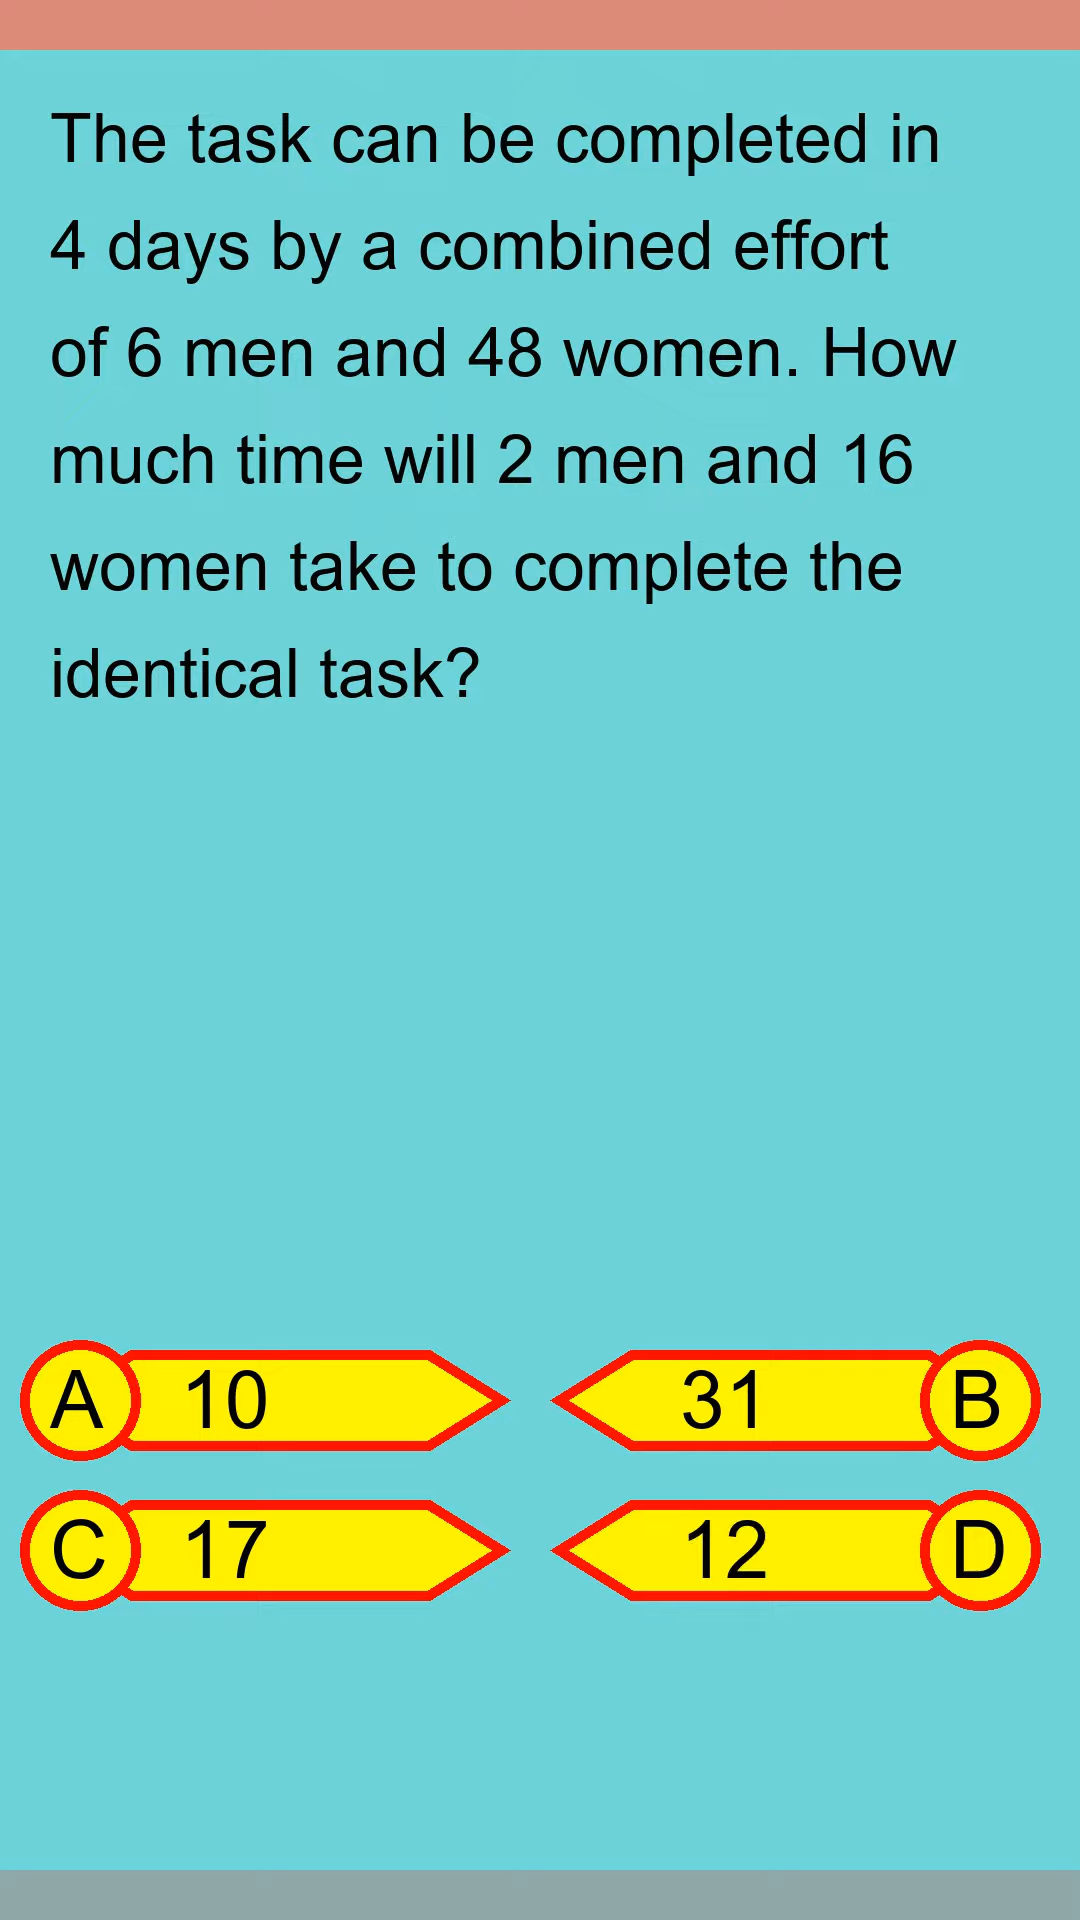 The task can be completed in
4 days by a combined effort
of 6 men and 48 women. How
much time will 2 men and 16
women take to complete the
identical task?
A 10
31 B
C 17
12 D